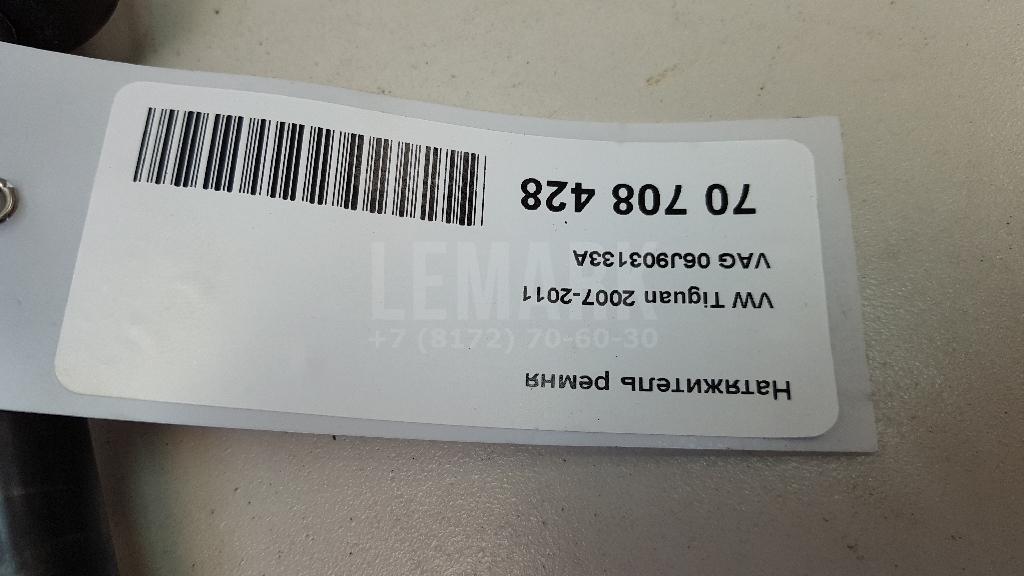 Натяжитель ремня
VW Tiguan 2007-2011
VAG 06J903133A
70 708 428
LEMARK
+7 (8172) 70-60-30